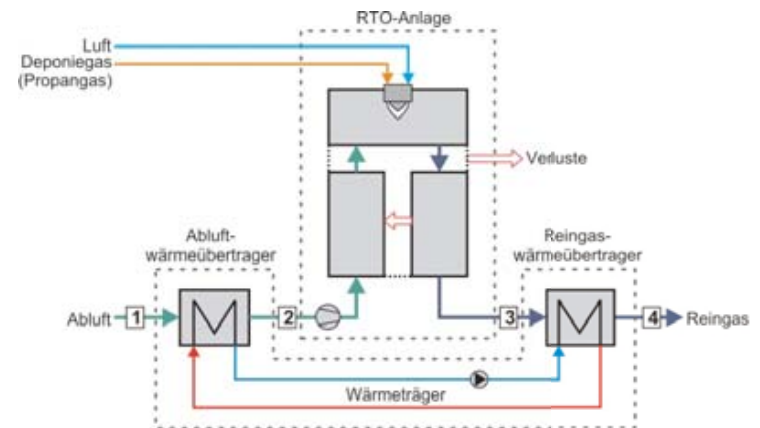 RTO-Anlage
Luft
Deponiegas
(Propangas)
Verluste
Abluft-
wärmeübertrager
Reingas-
wärmeübertrager
Abluft
1
2
3
4
Reingas
Wärmeträger